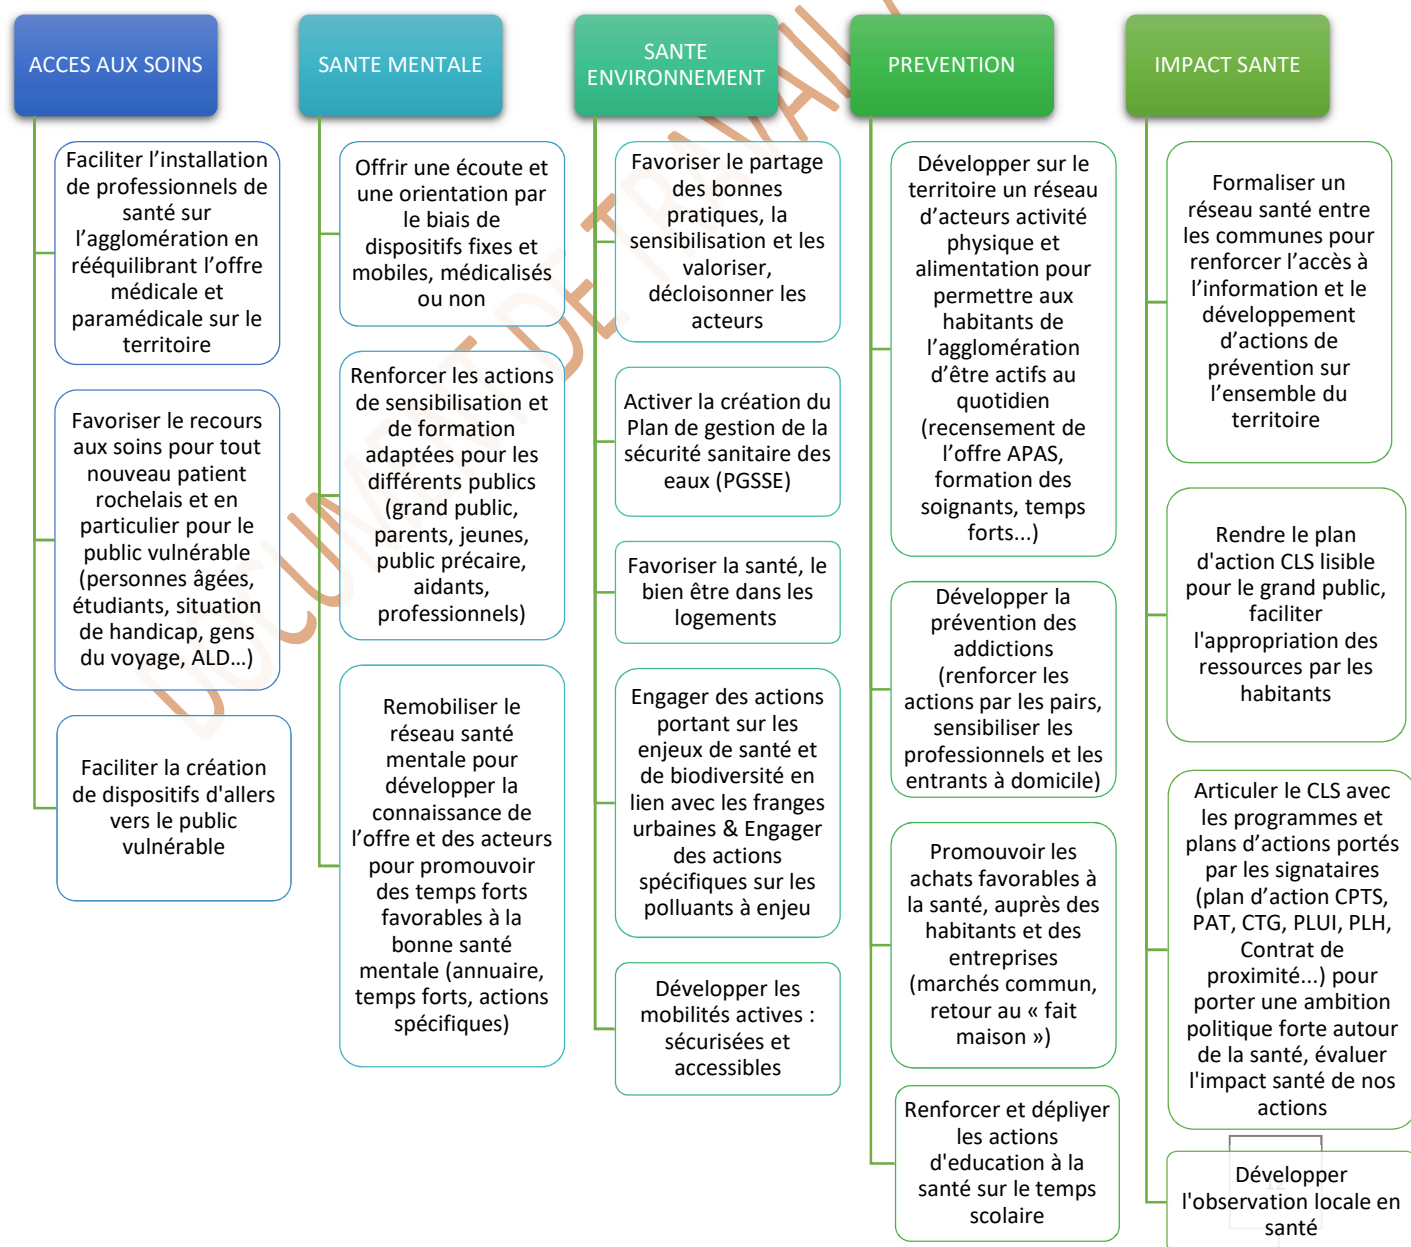 ACCES AUX SOINS
Faciliter l’installation
de professionnels de
santé sur
l’agglomération en
rééquilibrant l’offre
médicale et
paramédicale sur le
territoire
Favoriser le recours
aux soins pour tout
nouveau patient
rochelais et en
particulier pour le
public vulnérable
(personnes âgées,
étudiants, situation
de handicap, gens
du voyage, ALD…)
Faciliter la création
de dispositifs d'allers
vers le public
vulnérable
SANTE MENTALE
Offrir une écoute et
une orientation par
le biais de
dispositifs fixes et
mobiles, médicalisés
ou non
Renforcer les actions
de sensibilisation et
de formation
adaptées pour les
différents publics
(grand public,
parents, jeunes,
public précaire,
aidants,
professionnels)
Remobiliser le
réseau santé
mentale pour
développer la
connaissance de
l’offre et des acteurs
pour promouvoir
des temps forts
favorables à la
bonne santé
mentale (annuaire,
temps forts, actions
spécifiques)
SANTE
ENVIRONNEMENT
Favoriser le partage
des bonnes
pratiques, la
sensibilisation et les
valoriser,
décloisonner les
acteurs
Activer la création du
Plan de gestion de la
sécurité sanitaire des
eaux (PGSSE)
Favoriser la santé, le
bien être dans les
logements
Engager des actions
portant sur les
enjeux de santé et
de biodiversité en
lien avec les franges
urbaines & Engager
des actions
spécifiques sur les
polluants à enjeu
Développer les
mobilités actives :
sécurisées et
accessibles
PREVENTION
Développer sur le
territoire un réseau
d’acteurs activité
physique et
alimentation pour
permettre aux
habitants de
l’agglomération
d’être actifs au
quotidien
(recensement de
l’offre APAS,
formation des
soignants, temps
forts...)
Développer la
prévention des
addictions
(renforcer les
actions par les pairs,
sensibiliser les
professionnels et les
entrants à domicile)
Promouvoir les
achats favorables à
la santé, auprès des
habitants et des
entreprises
(marchés commun,
retour au « fait
maison »)
Renforcer et dépliyer
les actions
d'education à la
santé sur le temps
scolaire
IMPACT SANTE
Formaliser un
réseau santé entre
les communes pour
renforcer l’accès à
l’information et le
développement
d’actions de
prévention sur
l’ensemble du
territoire
Rendre le plan
d'action CLS lisible
pour le grand public,
faciliter
l'appropriation des
ressources par les
habitants
Articuler le CLS avec
les programmes et
plans d’actions portés
par les signataires
(plan d’action CPTS,
PAT, CTG, PLUI, PLH,
Contrat de
proximité...) pour
porter une ambition
politique forte autour
de la santé, évaluer
l'impact santé de nos
actions
Développer
l'observation locale en
santé
DOCUMENT DE TRAVAIL